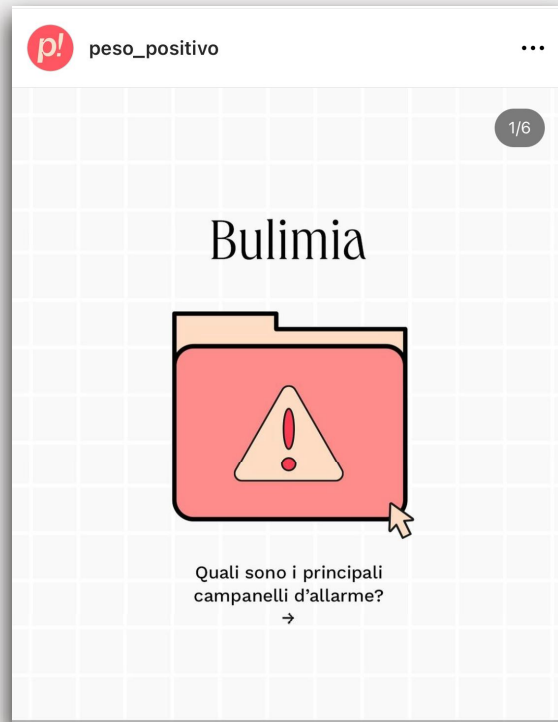 p!
peso_positivo
1/6
Bulimia
!
Quali sono i principali
campanelli d’allarme?
→